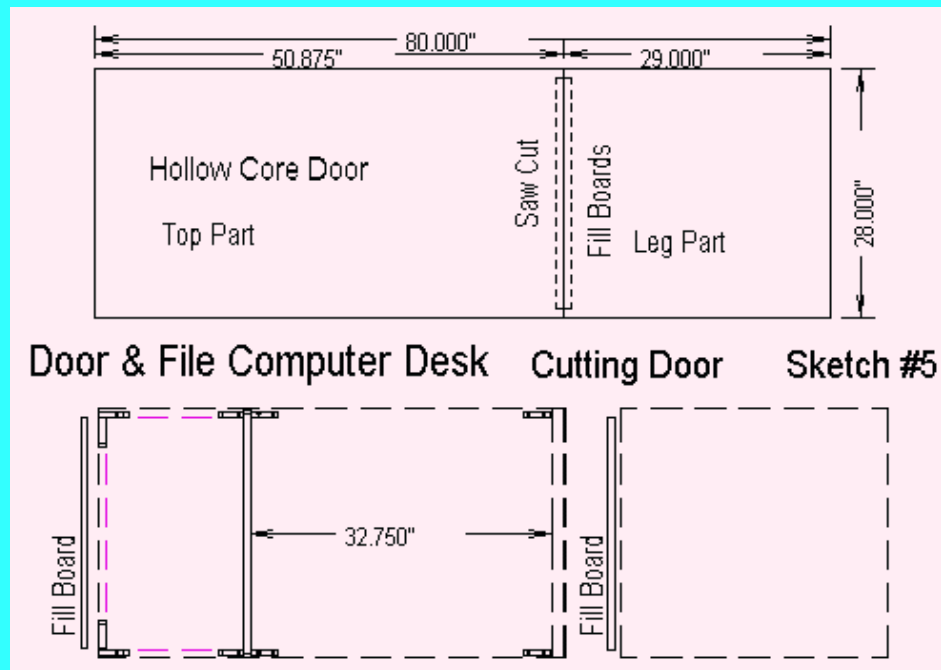 80.000"
50.875"
29.000"
Hollow Core Door
Top Part
Saw Cut
Fill Boards
Leg Part
28.000"
Door & File Computer Desk Cutting Door Sketch #5
Fill Board
32.750"
Fill Board